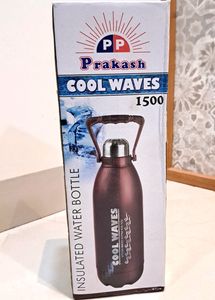 PP
Prakash
COOL WAVES
1500
INSULATED WATER BOTTLE
COOL WAVES